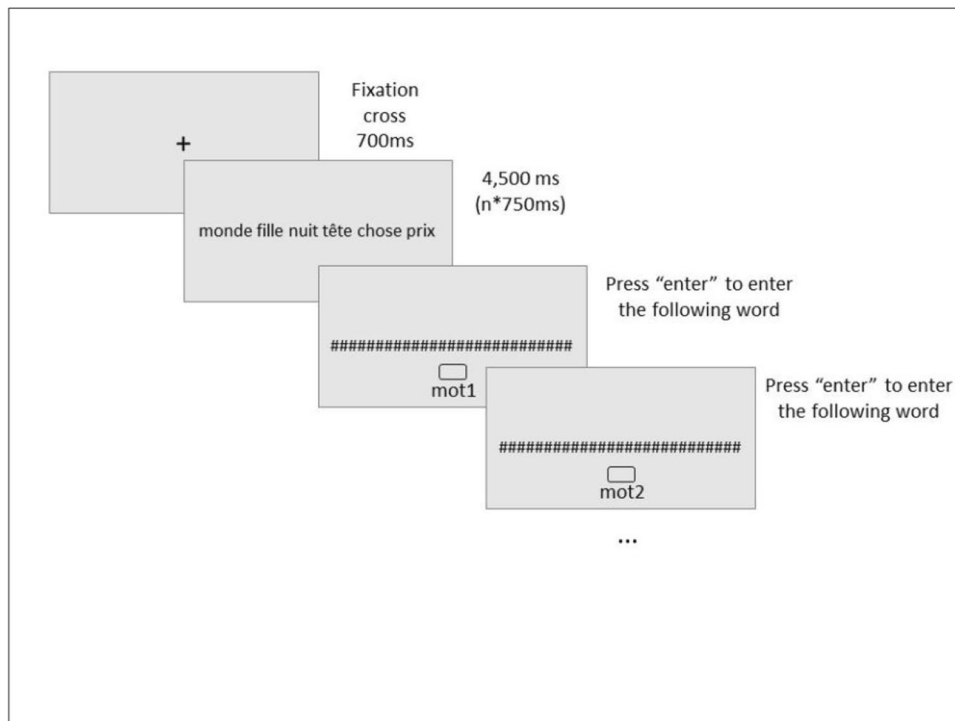 Fixation
cross
700ms
+
4,500 ms
(n*750ms)
monde fille nuit tête chose prix
Press “enter” to enter
the following word
###########################
mot1
Press “enter” to enter
the following word
###########################
mot2
...